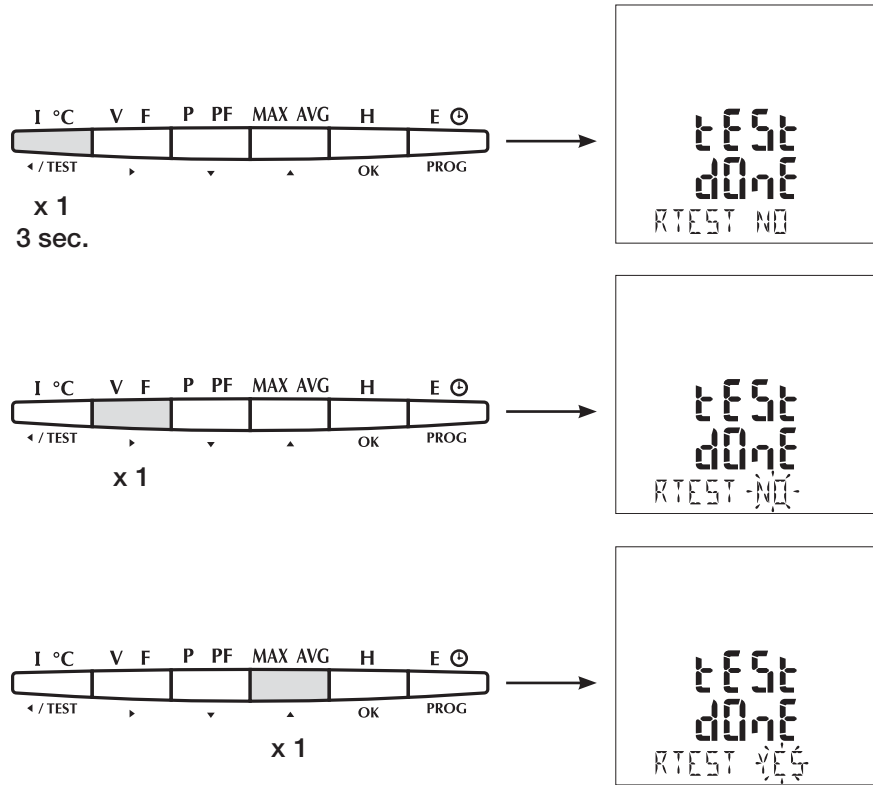 I °C V F P PF MAX AVG H E
/ TEST OK PROG
x 1
3 sec.
tESt
dOnE
RTEST NO
I °C V F P PF MAX AVG H E
/ TEST OK PROG
x 1
tESt
dOnE
RTEST NO
I °C V F P PF MAX AVG H E
/ TEST OK PROG
x 1
tESt
dOnE
RTEST YES